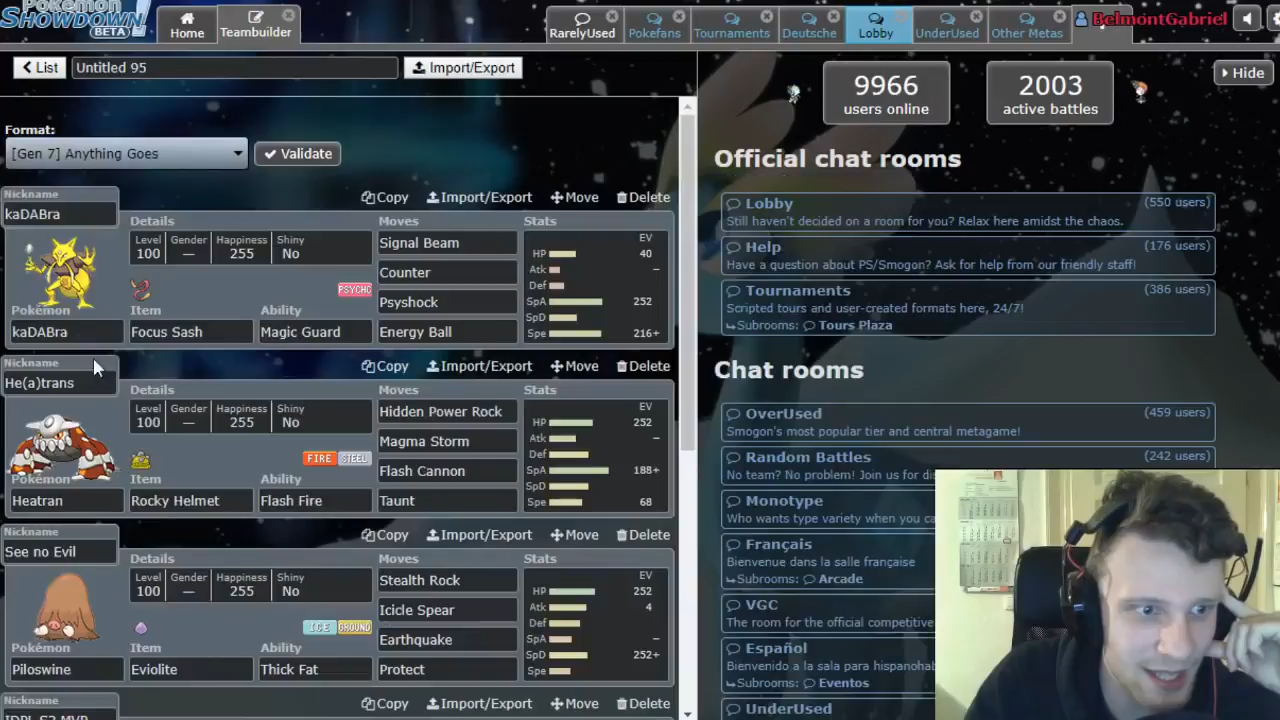 Pokémon
SHOWDOWN!
BETA
Home
Teambuilder
RarelyUsed
Pokefans
Tournaments
Deutsche
Lobby
UnderUsed
Other Metas
BelmontGabriel
List
Untitled 95
Import/Export
Hide
9966
users online
2003
active battles
Format:
[Gen 7] Anything Goes
Validate
Nickname
kaDABra
Copy
Import/Export
Move
Delete
Details
Moves
Stats
Level
100
Gender
—
Happiness
255
Shiny
No
PSYCHC
Pokémon
kaDABra
Item
Focus Sash
Ability
Magic Guard
Signal Beam
Counter
Psyshock
Energy Ball
EV
HP 40
Atk –
Def
SpA 252
SpD
Spe 216+
Nickname
He(a)trans
Copy
Import/Export
Move
Delete
Details
Moves
Stats
Level
100
Gender
—
Happiness
255
Shiny
No
FIRE STEEL
Pokémon
Heatran
Item
Rocky Helmet
Ability
Flash Fire
Hidden Power Rock
Magma Storm
Flash Cannon
Taunt
EV
HP 252
Atk –
Def
SpA 188+
SpD
Spe 68
Nickname
See no Evil
Copy
Import/Export
Move
Delete
Details
Moves
Stats
Level
100
Gender
—
Happiness
255
Shiny
No
ICE GROUND
Pokémon
Piloswine
Item
Eviolite
Ability
Thick Fat
Stealth Rock
Icicle Spear
Earthquake
Protect
EV
HP 252
Atk 4
Def
SpA –
SpD 252+
Spe
Nickname
Copy
Import/Export
Move
Delete
Official chat rooms
Lobby (550 users)
Still haven't decided on a room for you? Relax here amidst the chaos.
Help (176 users)
Have a question about PS/Smogon? Ask for help from our friendly staff!
Tournaments (386 users)
Scripted tours and user-created formats here, 24/7!
↳Subrooms: Tours Plaza
Chat rooms
OverUsed (459 users)
Smogon's most popular tier and central metagame!
Random Battles (242 users)
No team? No problem! Join us for di
Monotype
Who wants type variety when you ca
Français
Bienvenue dans la salle française
↳Subrooms: Arcade
VGC
The room for the official competitive
Español
Bienvenido a la sala para hispanohab
↳Subrooms: Eventos
UnderUsed